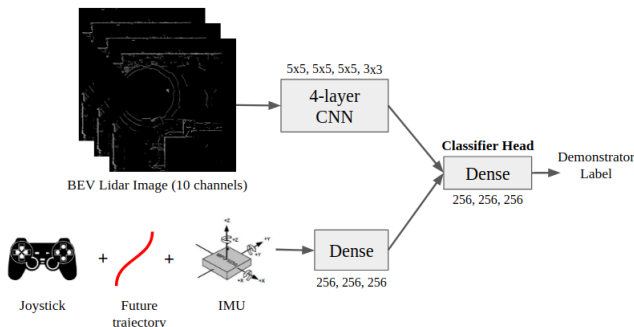 5x5, 5x5, 5x5, 3x3
4-layer
CNN
BEV Lidar Image (10 channels)
Classifier Head
Dense
256, 256, 256
Demonstrator
Label
Dense
256, 256, 256
+
+
Joystick
Future
trajectory
IMU
+Z
+Y
+X